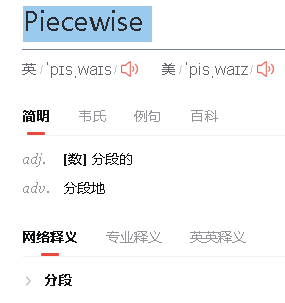 Piecewise
英 /ˈpɪsˌwaɪs/ 美 /ˈpisˌwaɪz/
简明 韦氏 例句 百科
adj. [数] 分段的
adv. 分段地
网络释义 专业释义 英英释义
分段